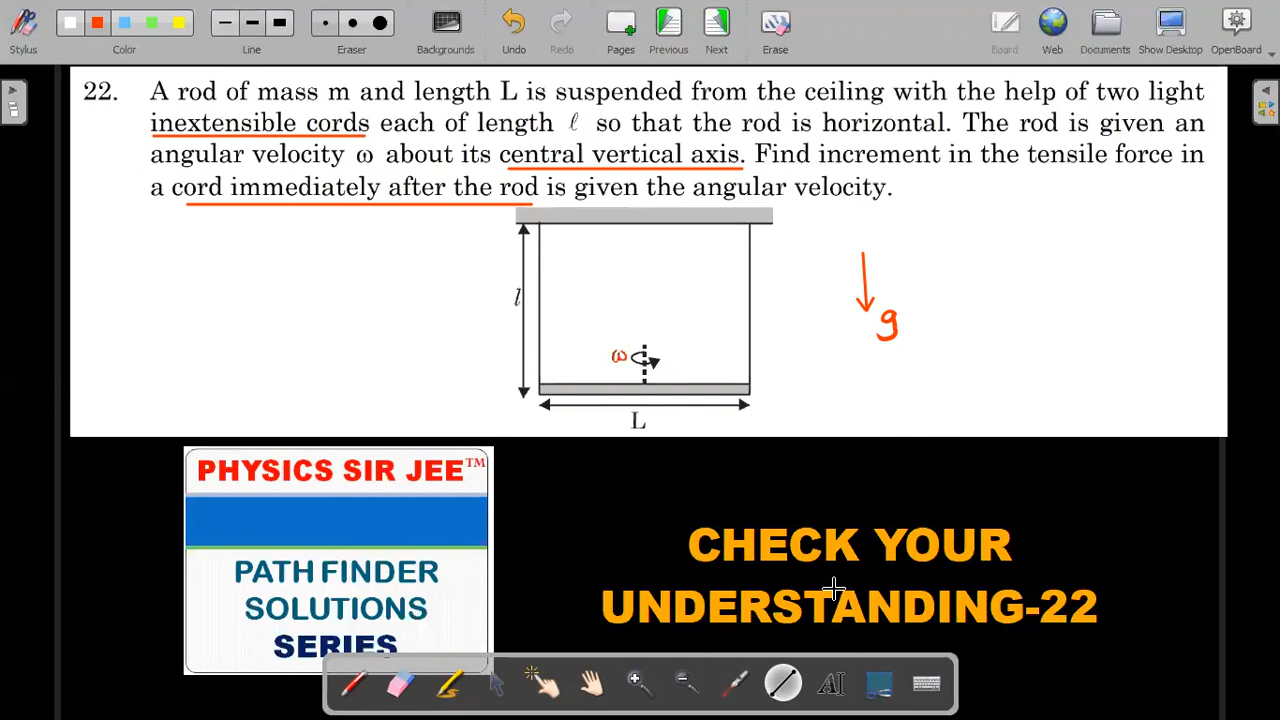 Stylus
Color
Line
Eraser
Backgrounds
Undo
Redo
Pages
Previous
Next
Erase
Board
Web
Documents
Show Desktop
OpenBoard
22. A rod of mass m and length L is suspended from the ceiling with the help of two light
inextensible cords each of length ℓ so that the rod is horizontal. The rod is given an
angular velocity ω about its central vertical axis. Find increment in the tensile force in
a cord immediately after the rod is given the angular velocity.
l
g
ω
L
PHYSICS SIR JEE™
PATH FINDER
SOLUTIONS
SERIES
CHECK YOUR
UNDERSTANDING-22
AI